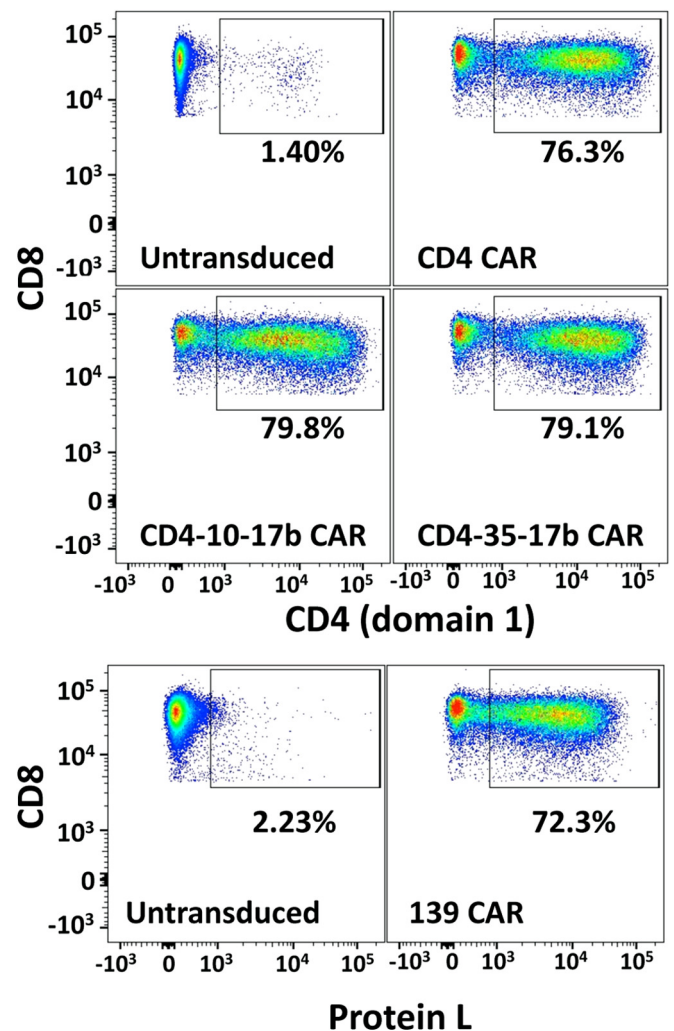 10⁵
10⁴
1.40% 76.3%
10³
0
-10³
Untransduced CD4 CAR
CD8
10⁵
10⁴
79.8% 79.1%
10³
0
-10³
CD4-10-17b CAR CD4-35-17b CAR
-10³ 0 10³ 10⁴ 10⁵ -10³ 0 10³ 10⁴ 10⁵
CD4 (domain 1)
10⁵
10⁴
CD8
10³
2.23% 72.3%
0
-10³
Untransduced 139 CAR
-10³ 0 10³ 10⁴ 10⁵ -10³ 0 10³ 10⁴ 10⁵
Protein L